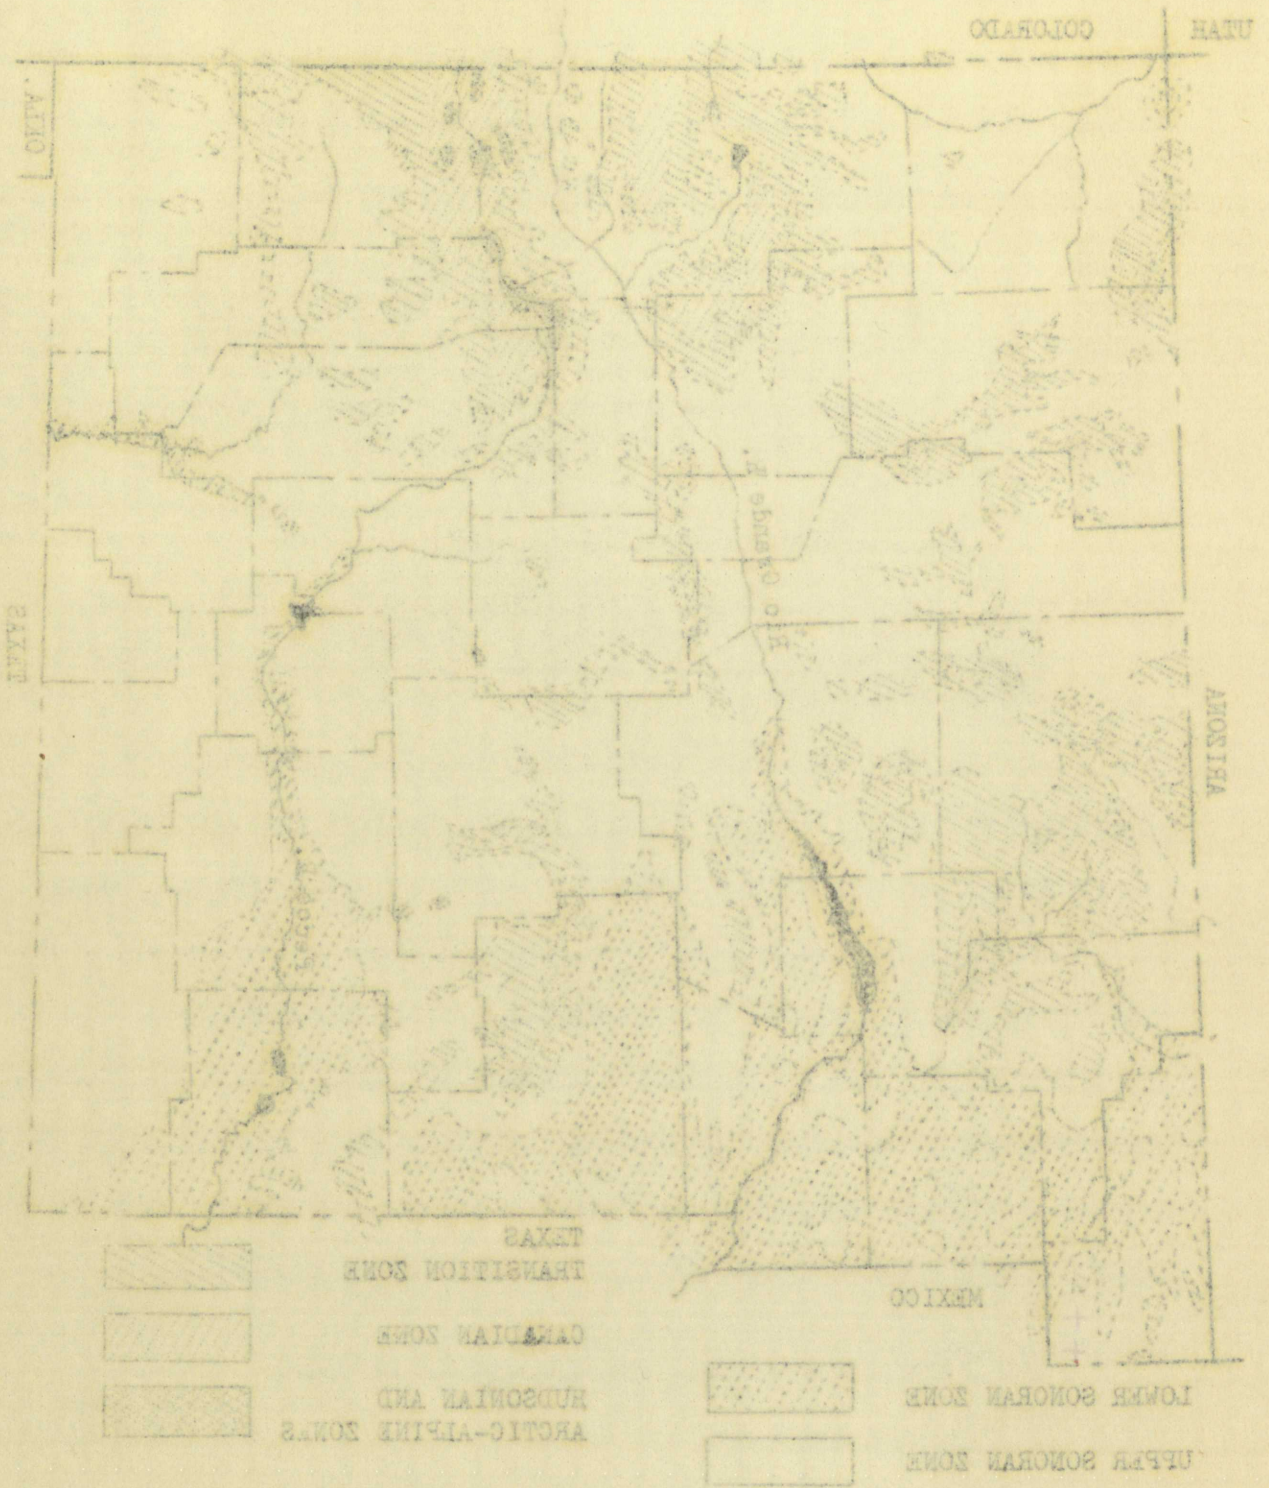 UTAH
COLORADO
OKLA.
Rio Grande R.
TEXAS
ARIZONA
Pecos R.
TEXAS
TRANSITION ZONE
MEXICO
CANADIAN ZONE
LOWER SONORAN ZONE
HUDSONIAN AND
ARCTIC-ALPINE ZONES
UPPER SONORAN ZONE